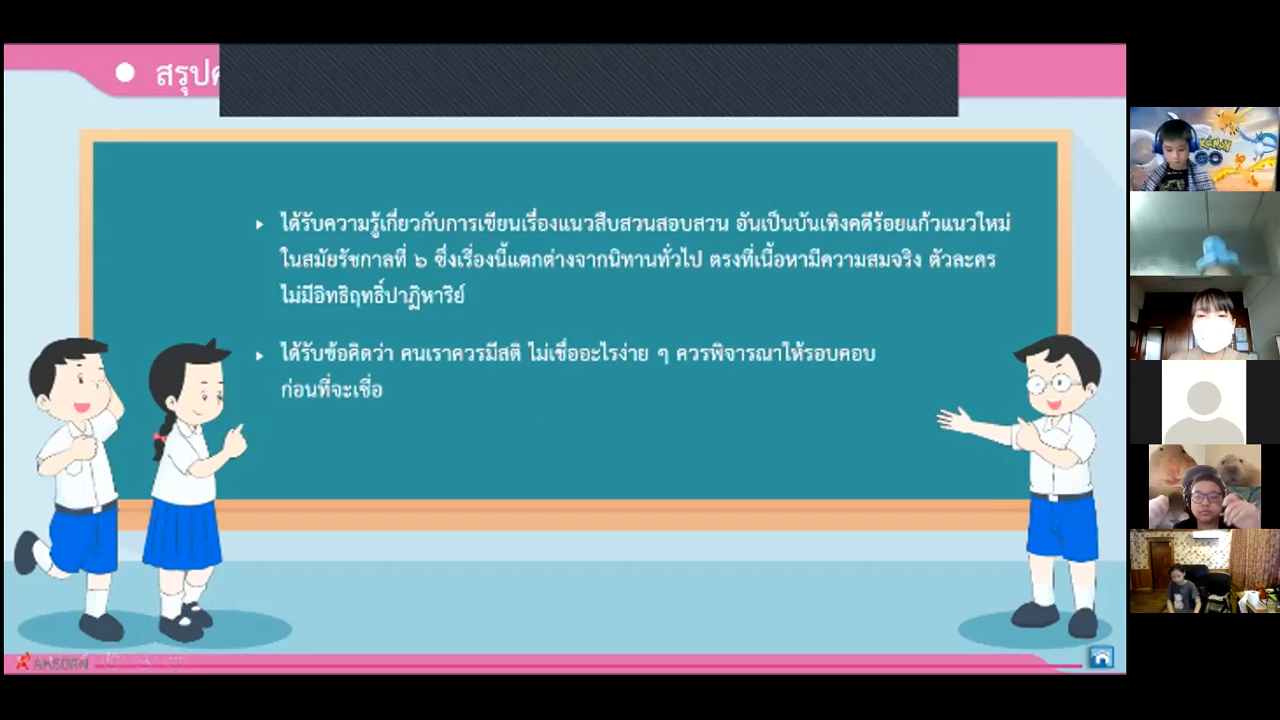 สรุป
ได้รับความรู้เกี่ยวกับการเขียนเรื่องแนวสืบสวนสอบสวน อันเป็นบันเทิงคดีร้อยแก้วแนวใหม่
ในสมัยรัชกาลที่ ๖ ซึ่งเรื่องนี้แตกต่างจากนิทานทั่วไป ตรงที่เนื้อหามีความสมจริง ตัวละคร
ไม่มีอิทธิฤทธิ์ปาฏิหาริย์
ได้รับข้อคิดว่า คนเราควรมีสติ ไม่เชื่ออะไรง่าย ๆ ควรพิจารณาให้รอบคอบ
ก่อนที่จะเชื่อ
AKSORN
GO